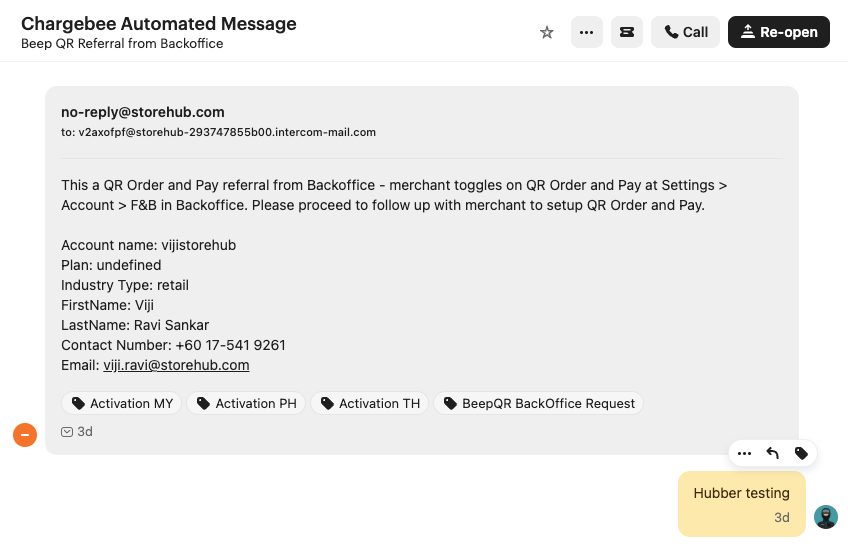 Chargebee Automated Message
Beep QR Referral from Backoffice
Call
Re-open
no-reply@storehub.com
to: v2axofpf@storehub-293747855b00.intercom-mail.com
This a QR Order and Pay referral from Backoffice - merchant toggles on QR Order and Pay at Settings >
Account > F&B in Backoffice. Please proceed to follow up with merchant to setup QR Order and Pay.
Account name: vijistorehub
Plan: undefined
Industry Type: retail
FirstName: Viji
LastName: Ravi Sankar
Contact Number: +60 17-541 9261
Email: viji.ravi@storehub.com
Activation MY
Activation PH
Activation TH
BeepQR BackOffice Request
3d
Hubber testing
3d